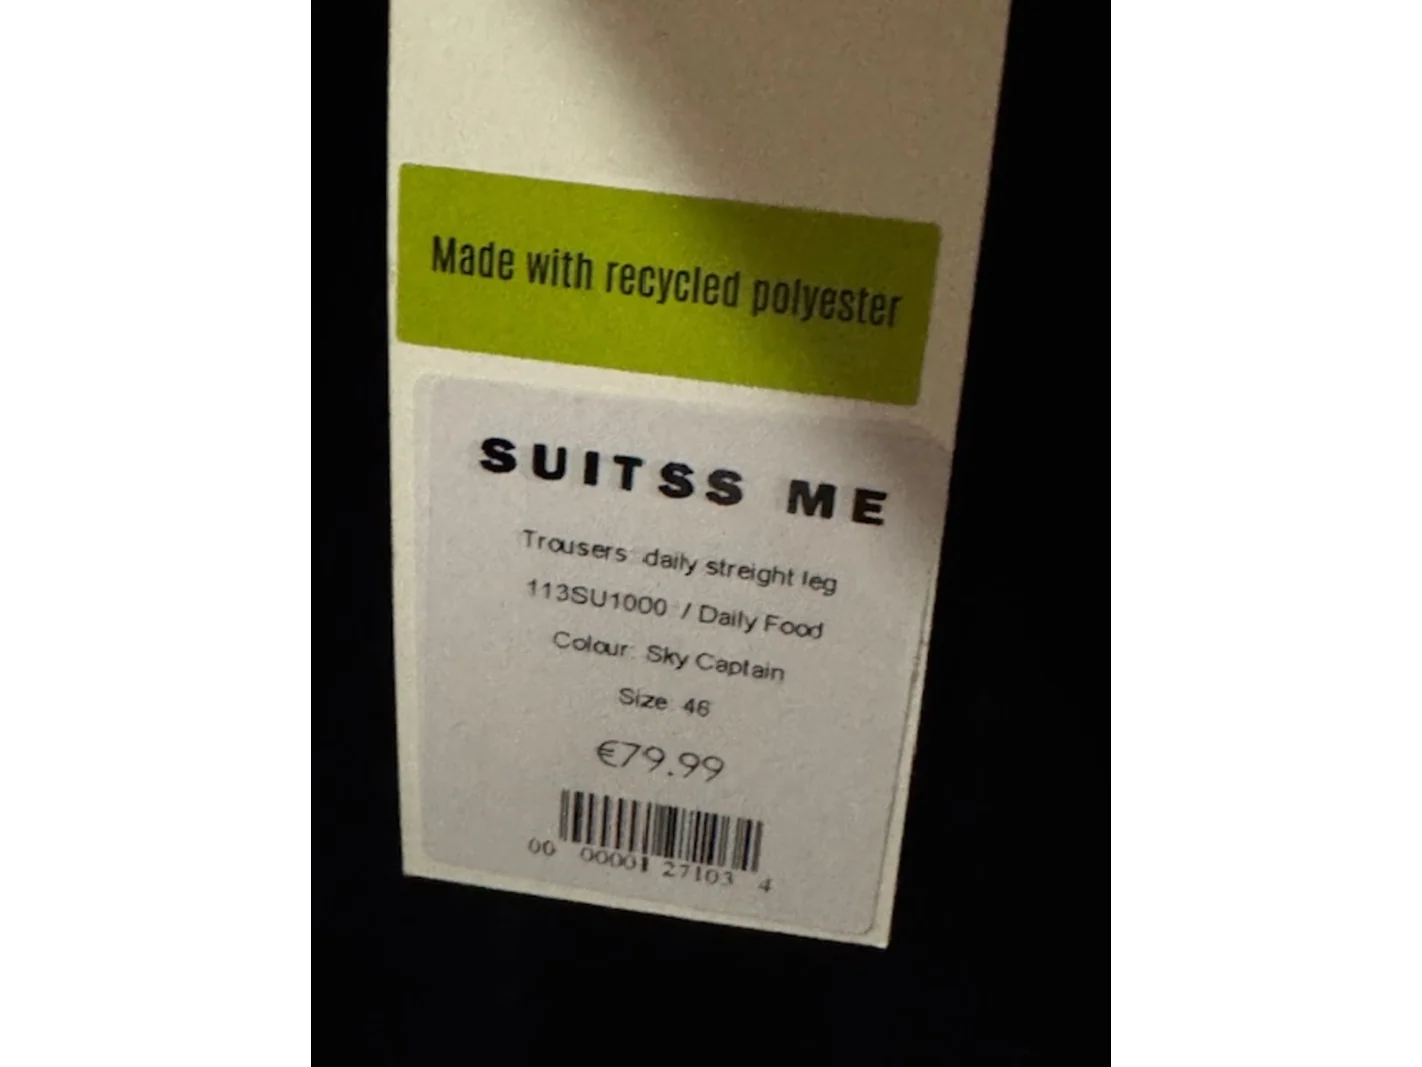 Made with recycled polyester
SUITSS ME
Trousers: daily streight leg
113SU1000 / Daily Food
Colour: Sky Captain
Size: 46
€79.99
00 00001 27103 4